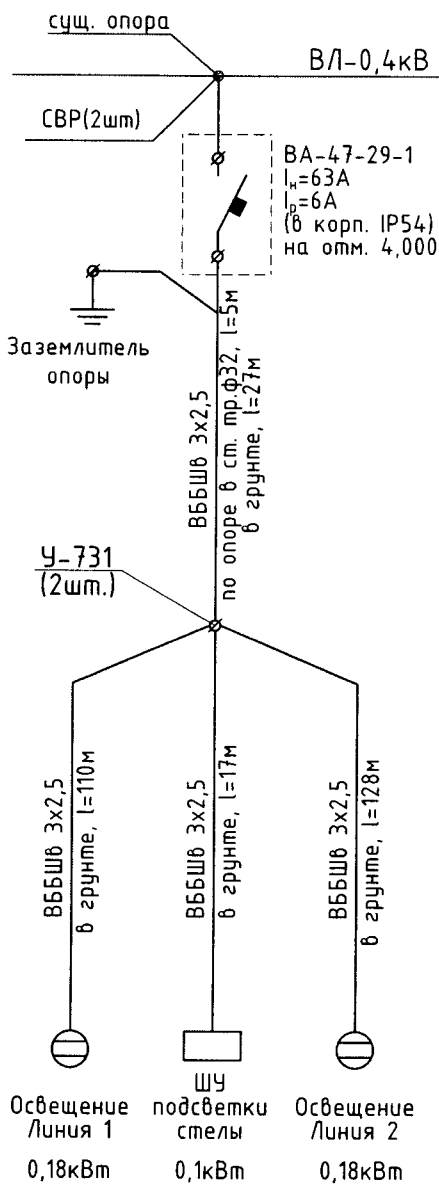 сущ. опора
ВЛ-0,4кВ
СВР(2шт)
ВА-47-29-1
Iн=63А
Iр=6А
(в корп. IP54)
на отм. 4,000
Заземлитель
опоры
ВБбШв 3х2,5
по опоре в ст. тр.ф32, l=5м
в грунте, l=27м
У-731
(2шт.)
ВБбШв 3х2,5
в грунте, l=110м
ВБбШв 3х2,5
в грунте, l=17м
ВБбШв 3х2,5
в грунте, l=128м
Освещение
Линия 1
0,18кВт
ШУ
подсветки
стелы
0,1кВт
Освещение
Линия 2
0,18кВт